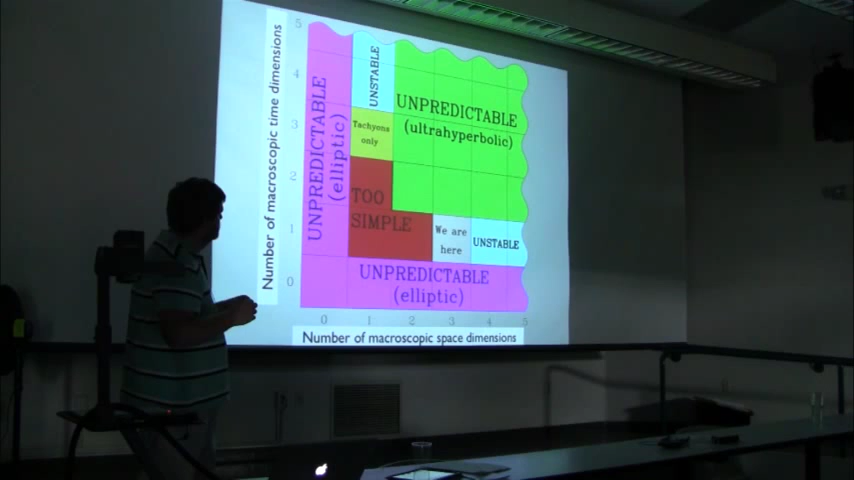 Number of macroscopic time dimensions
5
4
3
2
1
0
UNPREDICTABLE
(elliptic)
UNSTABLE
UNPREDICTABLE
(ultrahyperbolic)
Tachyons
only
TOO
SIMPLE
We are
here
UNSTABLE
UNPREDICTABLE
(elliptic)
0
1
2
3
4
5
Number of macroscopic space dimensions